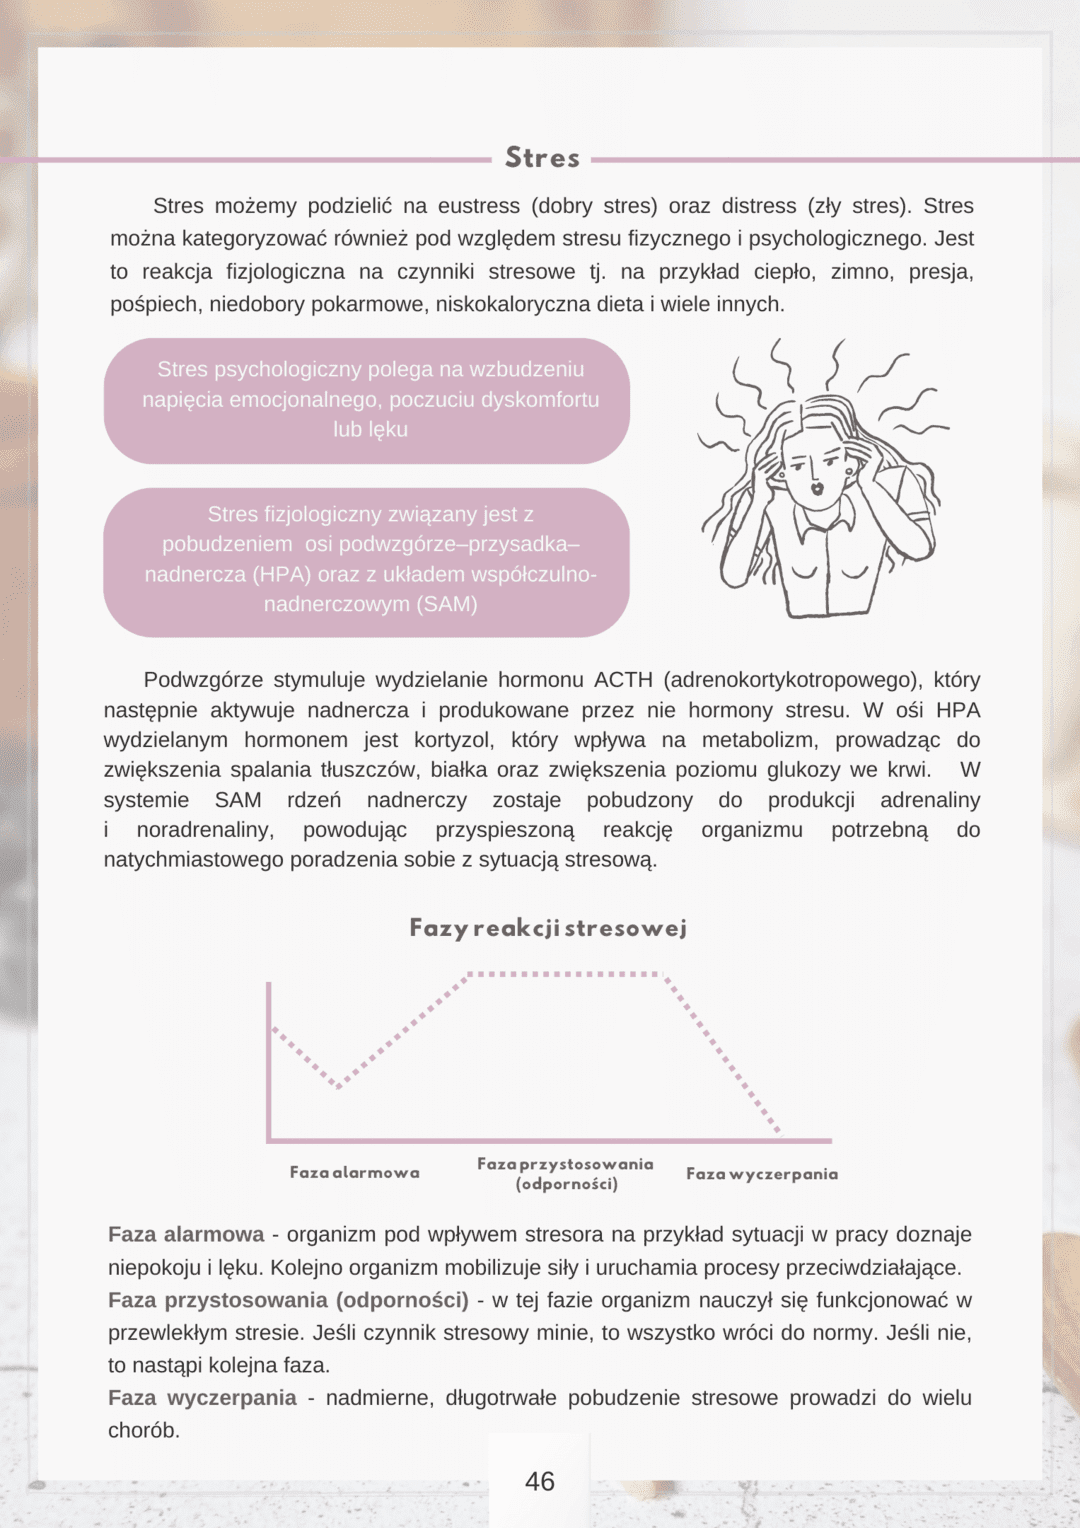 Stres
Stres możemy podzielić na eustress (dobry stres) oraz distress (zły stres). Stres
można kategoryzować również pod względem stresu fizycznego i psychologicznego. Jest
to reakcja fizjologiczna na czynniki stresowe tj. na przykład ciepło, zimno, presja,
pośpiech, niedobory pokarmowe, niskokaloryczna dieta i wiele innych.
Stres psychologiczny polega na wzbudzeniu
napięcia emocjonalnego, poczuciu dyskomfortu
lub lęku
Stres fizjologiczny związany jest z
pobudzeniem osi podwzgórze–przysadka–
nadnercza (HPA) oraz z układem współczulno-
nadnerczowym (SAM)
Podwzgórze stymuluje wydzielanie hormonu ACTH (adrenokortykotropowego), który
następnie aktywuje nadnercza i produkowane przez nie hormony stresu. W ośi HPA
wydzielanym hormonem jest kortyzol, który wpływa na metabolizm, prowadząc do
zwiększenia spalania tłuszczów, białka oraz zwiększenia poziomu glukozy we krwi. W
systemie SAM rdzeń nadnerczy zostaje pobudzony do produkcji adrenaliny
i noradrenaliny, powodując przyspieszoną reakcję organizmu potrzebną do
natychmiastowego poradzenia sobie z sytuacją stresową.
Fazy reakcji stresowej
Faza alarmowa
Faza przystosowania
(odporności)
Faza wyczerpania
Faza alarmowa - organizm pod wpływem stresora na przykład sytuacji w pracy doznaje
niepokoju i lęku. Kolejno organizm mobilizuje siły i uruchamia procesy przeciwdziałające.
Faza przystosowania (odporności) - w tej fazie organizm nauczył się funkcjonować w
przewlekłym stresie. Jeśli czynnik stresowy minie, to wszystko wróci do normy. Jeśli nie,
to nastąpi kolejna faza.
Faza wyczerpania - nadmierne, długotrwałe pobudzenie stresowe prowadzi do wielu
chorób.
46